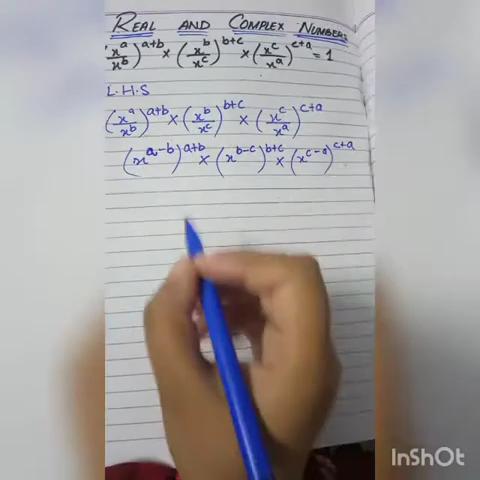 REAL AND COMPLEX NUMBERS
(x^a/x^b)^(a+b) × (x^b/x^c)^(b+c) × (x^c/x^a)^(c+a) = 1
L.H.S
(x^a/x^b)^(a+b) × (x^b/x^c)^(b+c) × (x^c/x^a)^(c+a)
(x^(a-b))^(a+b) × (x^(b-c))^(b+c) × (x^(c-a))^(c+a)
InShOt